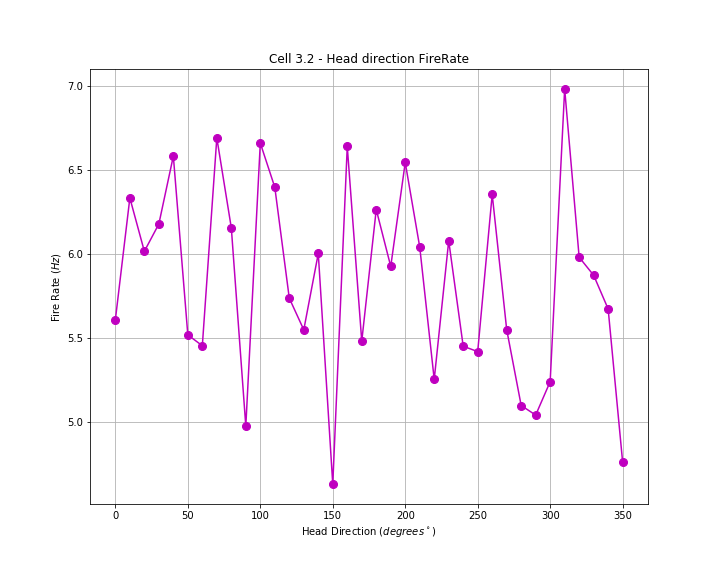 Cell 3.2 - Head direction FireRate
7.0
6.5
6.0
5.5
5.0
Fire Rate (Hz)
0 50 100 150 200 250 300 350
Head Direction (degrees°)